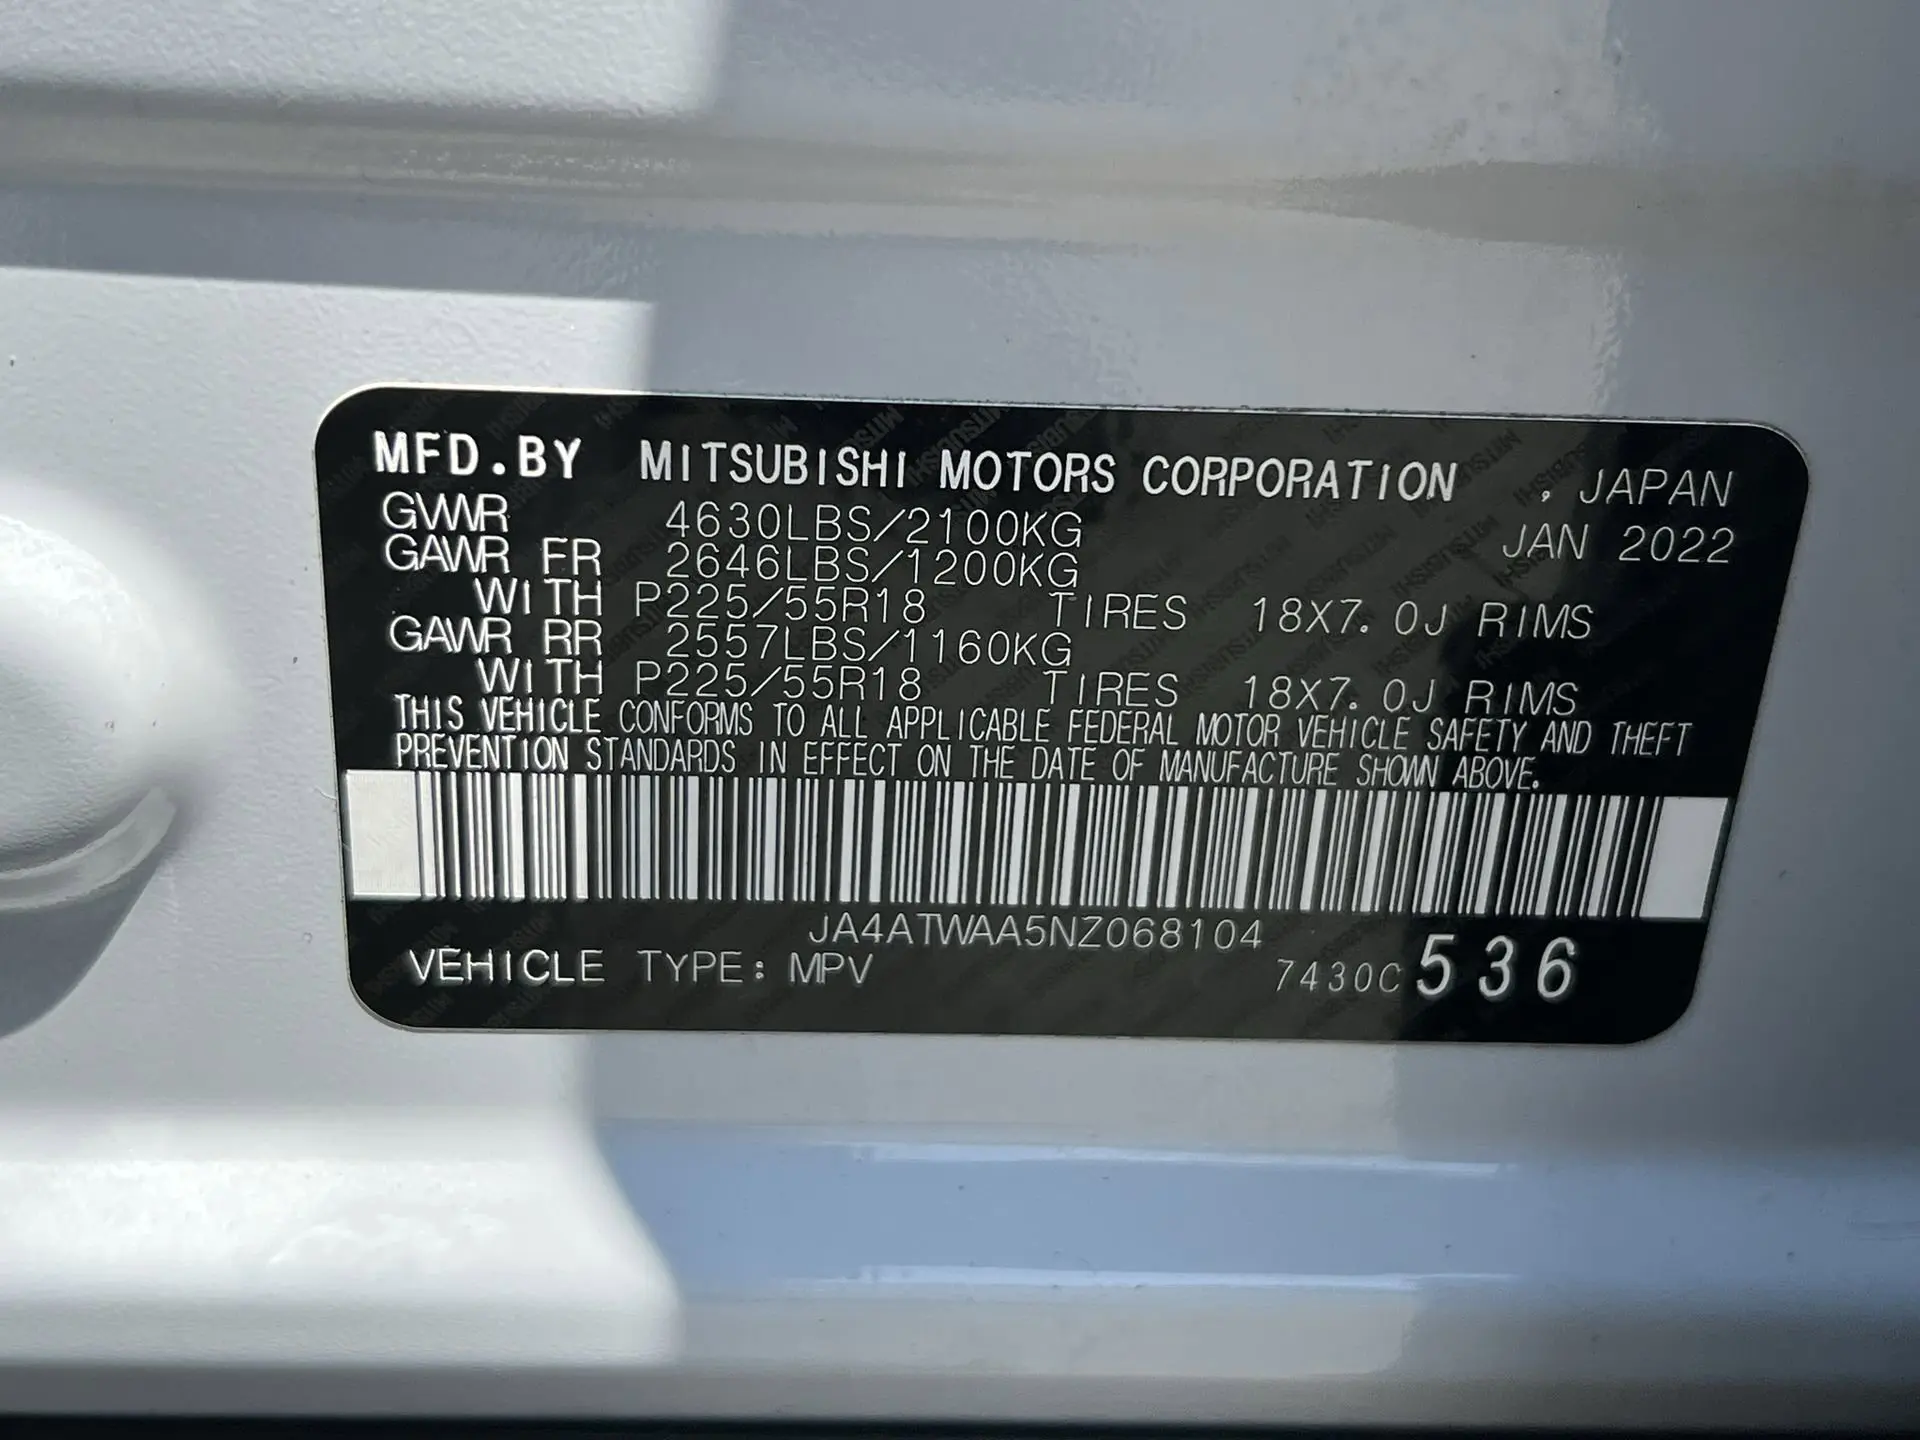 MFD.BY MITSUBISHI MOTORS CORPORATION , JAPAN
GVWR 4630LBS/2100KG JAN 2022
GAWR FR 2646LBS/1200KG
WITH P225/55R18 TIRES 18X7.0J RIMS
GAWR RR 2557LBS/1160KG
WITH P225/55R18 TIRES 18X7.0J RIMS
THIS VEHICLE CONFORMS TO ALL APPLICABLE FEDERAL MOTOR VEHICLE SAFETY AND THEFT
PREVENTION STANDARDS IN EFFECT ON THE DATE OF MANUFACTURE SHOWN ABOVE.
JA4ATWAA5NZ068104
VEHICLE TYPE: MPV 7430C 536